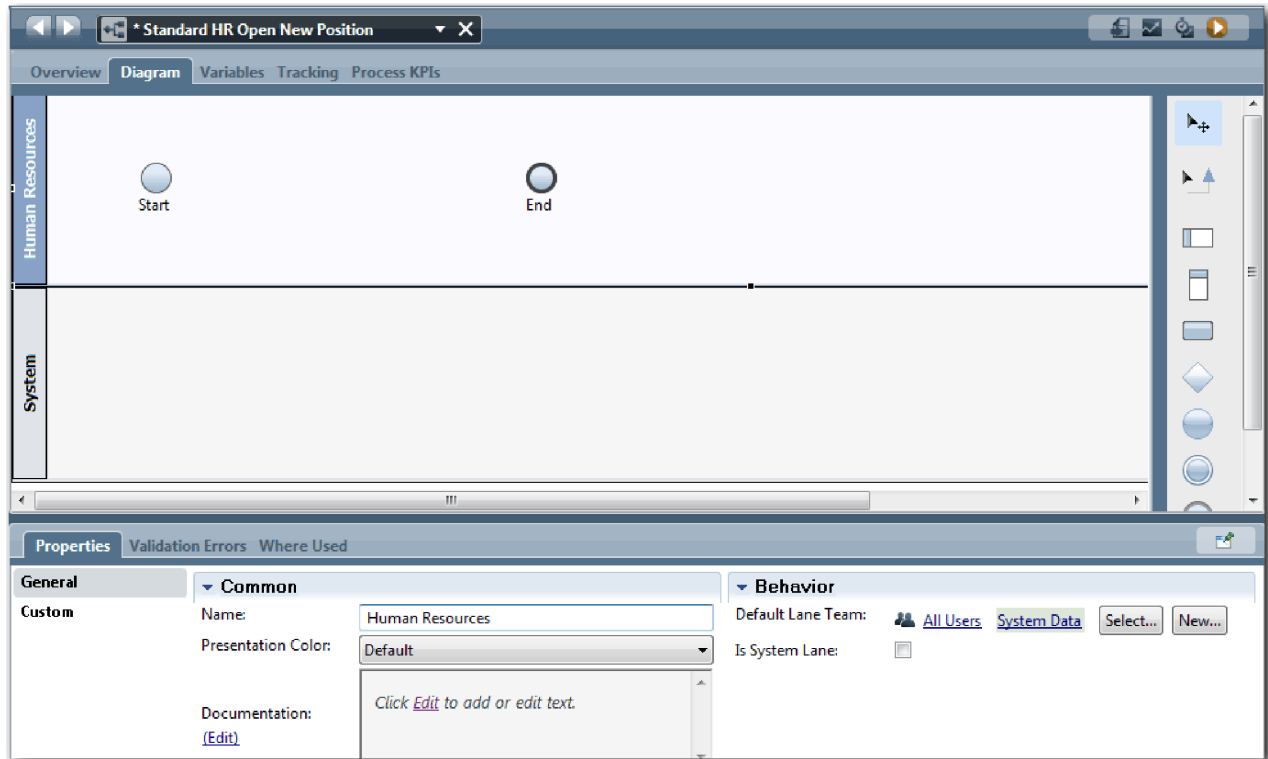 * Standard HR Open New Position
Overview Diagram Variables Tracking Process KPIs
Human Resources
Start
End
System
Properties Validation Errors Where Used
General
Custom
Common
Name: Human Resources
Presentation Color: Default
Documentation:
(Edit)
Click Edit to add or edit text.
Behavior
Default Lane Team: All Users System Data Select... New...
Is System Lane: